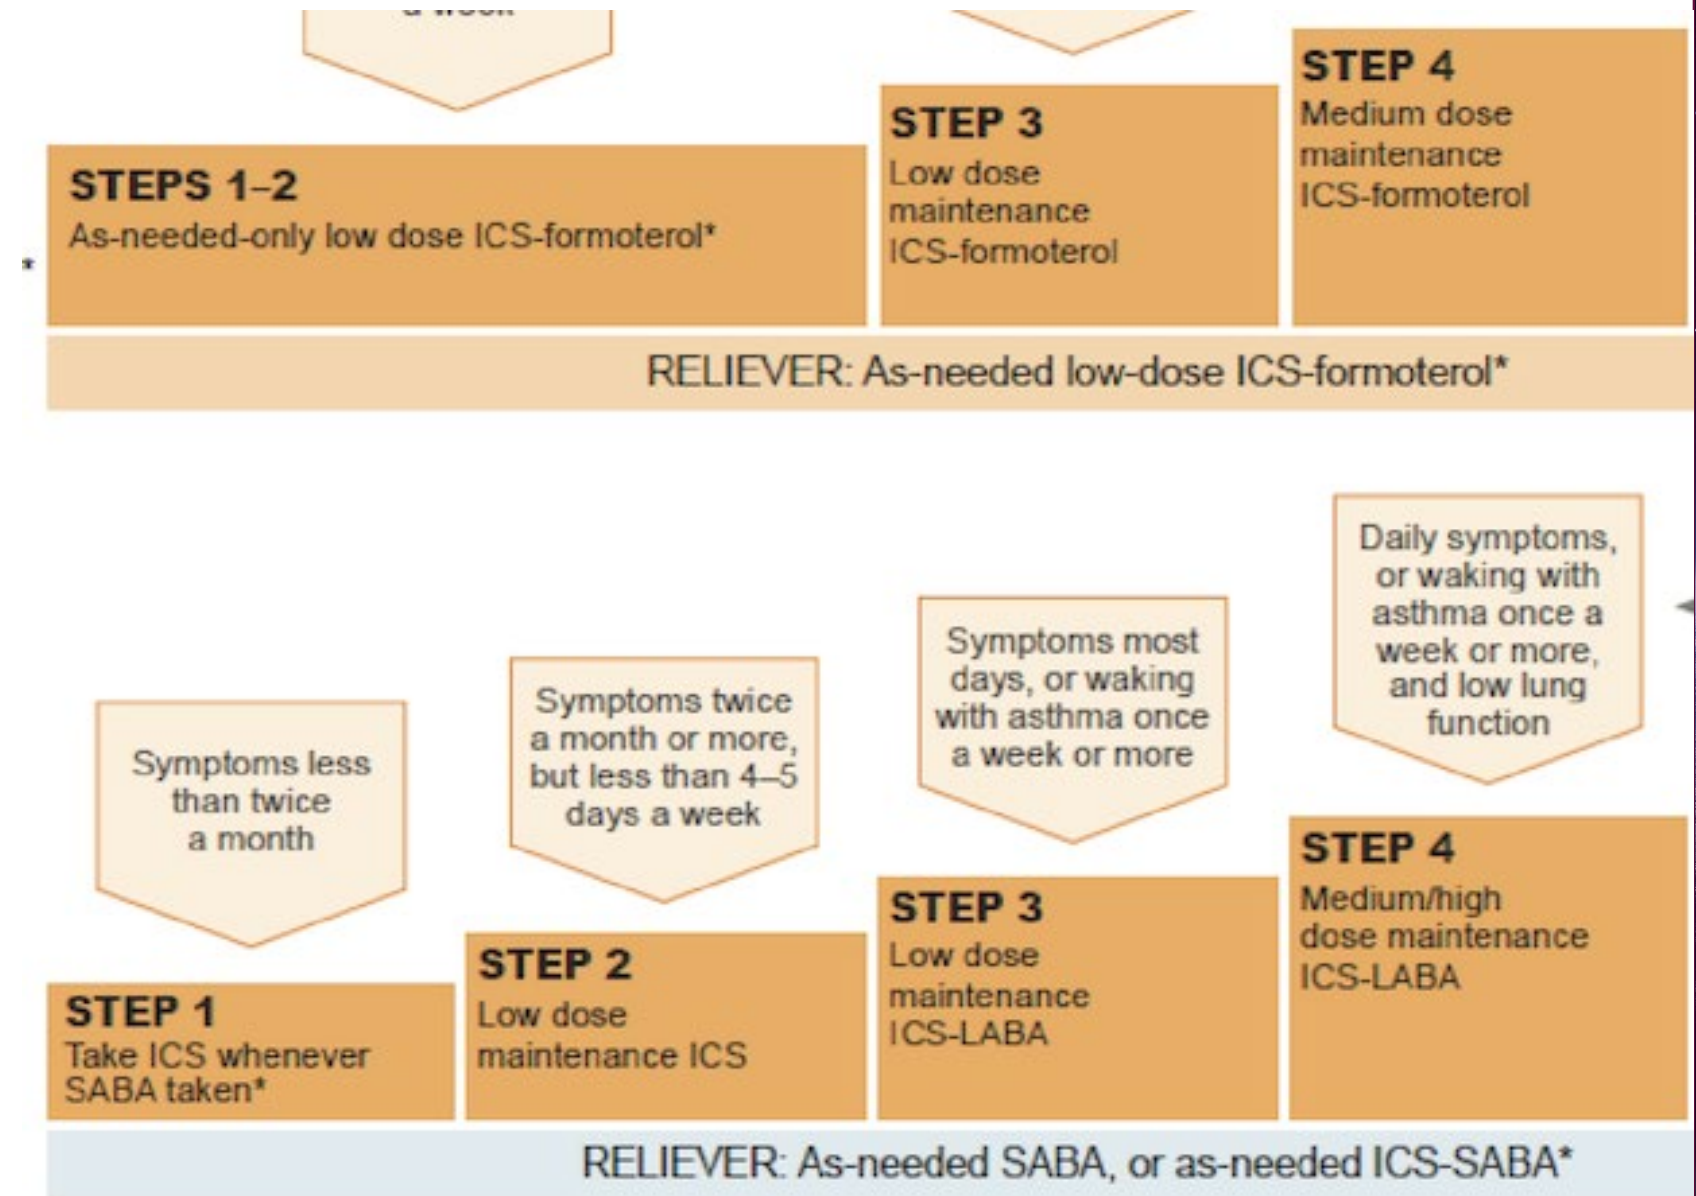 STEP 4
Medium dose
maintenance
ICS-formoterol
STEP 3
Low dose
maintenance
ICS-formoterol
STEPS 1–2
As-needed-only low dose ICS-formoterol*
*
RELIEVER: As-needed low-dose ICS-formoterol*
Symptoms less
than twice
a month
Symptoms twice
a month or more,
but less than 4–5
days a week
Symptoms most
days, or waking
with asthma once
a week or more
Daily symptoms,
or waking with
asthma once a
week or more,
and low lung
function
STEP 1
Take ICS whenever
SABA taken*
STEP 2
Low dose
maintenance ICS
STEP 3
Low dose
maintenance
ICS-LABA
STEP 4
Medium/high
dose maintenance
ICS-LABA
RELIEVER: As-needed SABA, or as-needed ICS-SABA*